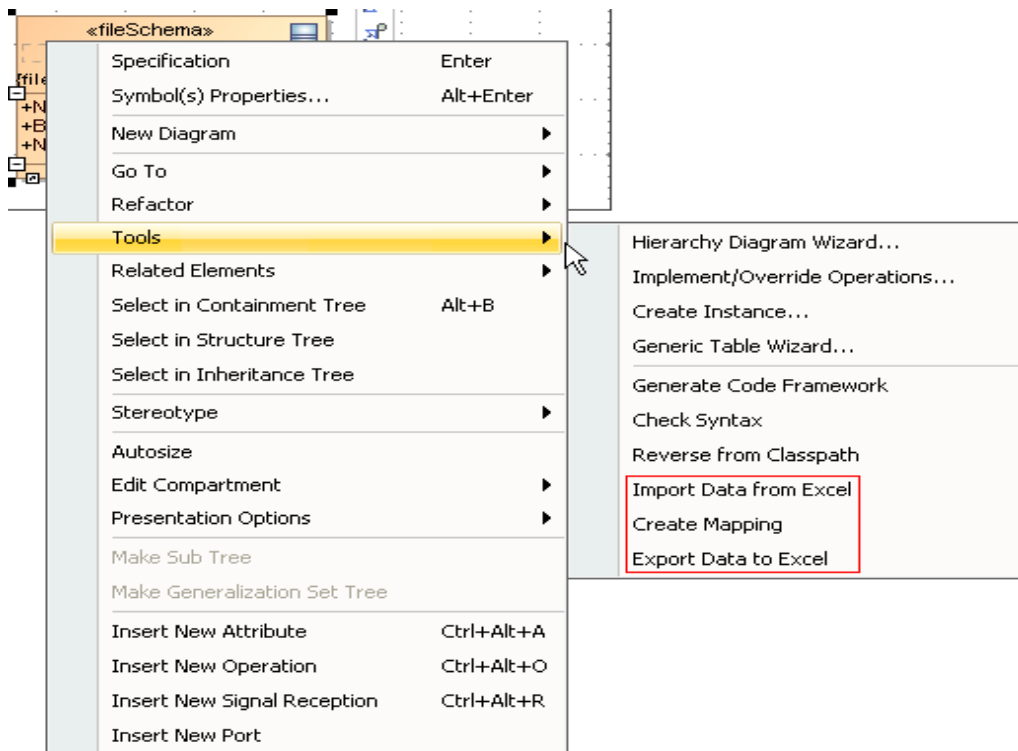 «fileSchema»
{file
+N
+B
+N
Specification Enter
Symbol(s) Properties... Alt+Enter
New Diagram
Go To
Refactor
Tools
Related Elements
Select in Containment Tree Alt+B
Select in Structure Tree
Select in Inheritance Tree
Stereotype
Autosize
Edit Compartment
Presentation Options
Make Sub Tree
Make Generalization Set Tree
Insert New Attribute Ctrl+Alt+A
Insert New Operation Ctrl+Alt+O
Insert New Signal Reception Ctrl+Alt+R
Insert New Port
Hierarchy Diagram Wizard...
Implement/Override Operations...
Create Instance...
Generic Table Wizard...
Generate Code Framework
Check Syntax
Reverse from Classpath
Import Data from Excel
Create Mapping
Export Data to Excel